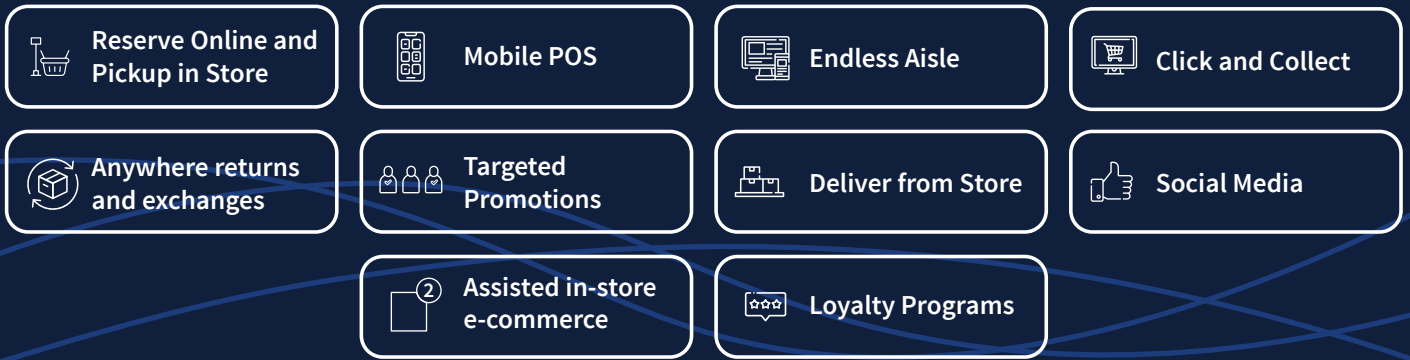 Reserve Online and
Pickup in Store
Mobile POS
Endless Aisle
Click and Collect
Anywhere returns
and exchanges
Targeted
Promotions
Deliver from Store
Social Media
2
Assisted in-store
e-commerce
Loyalty Programs